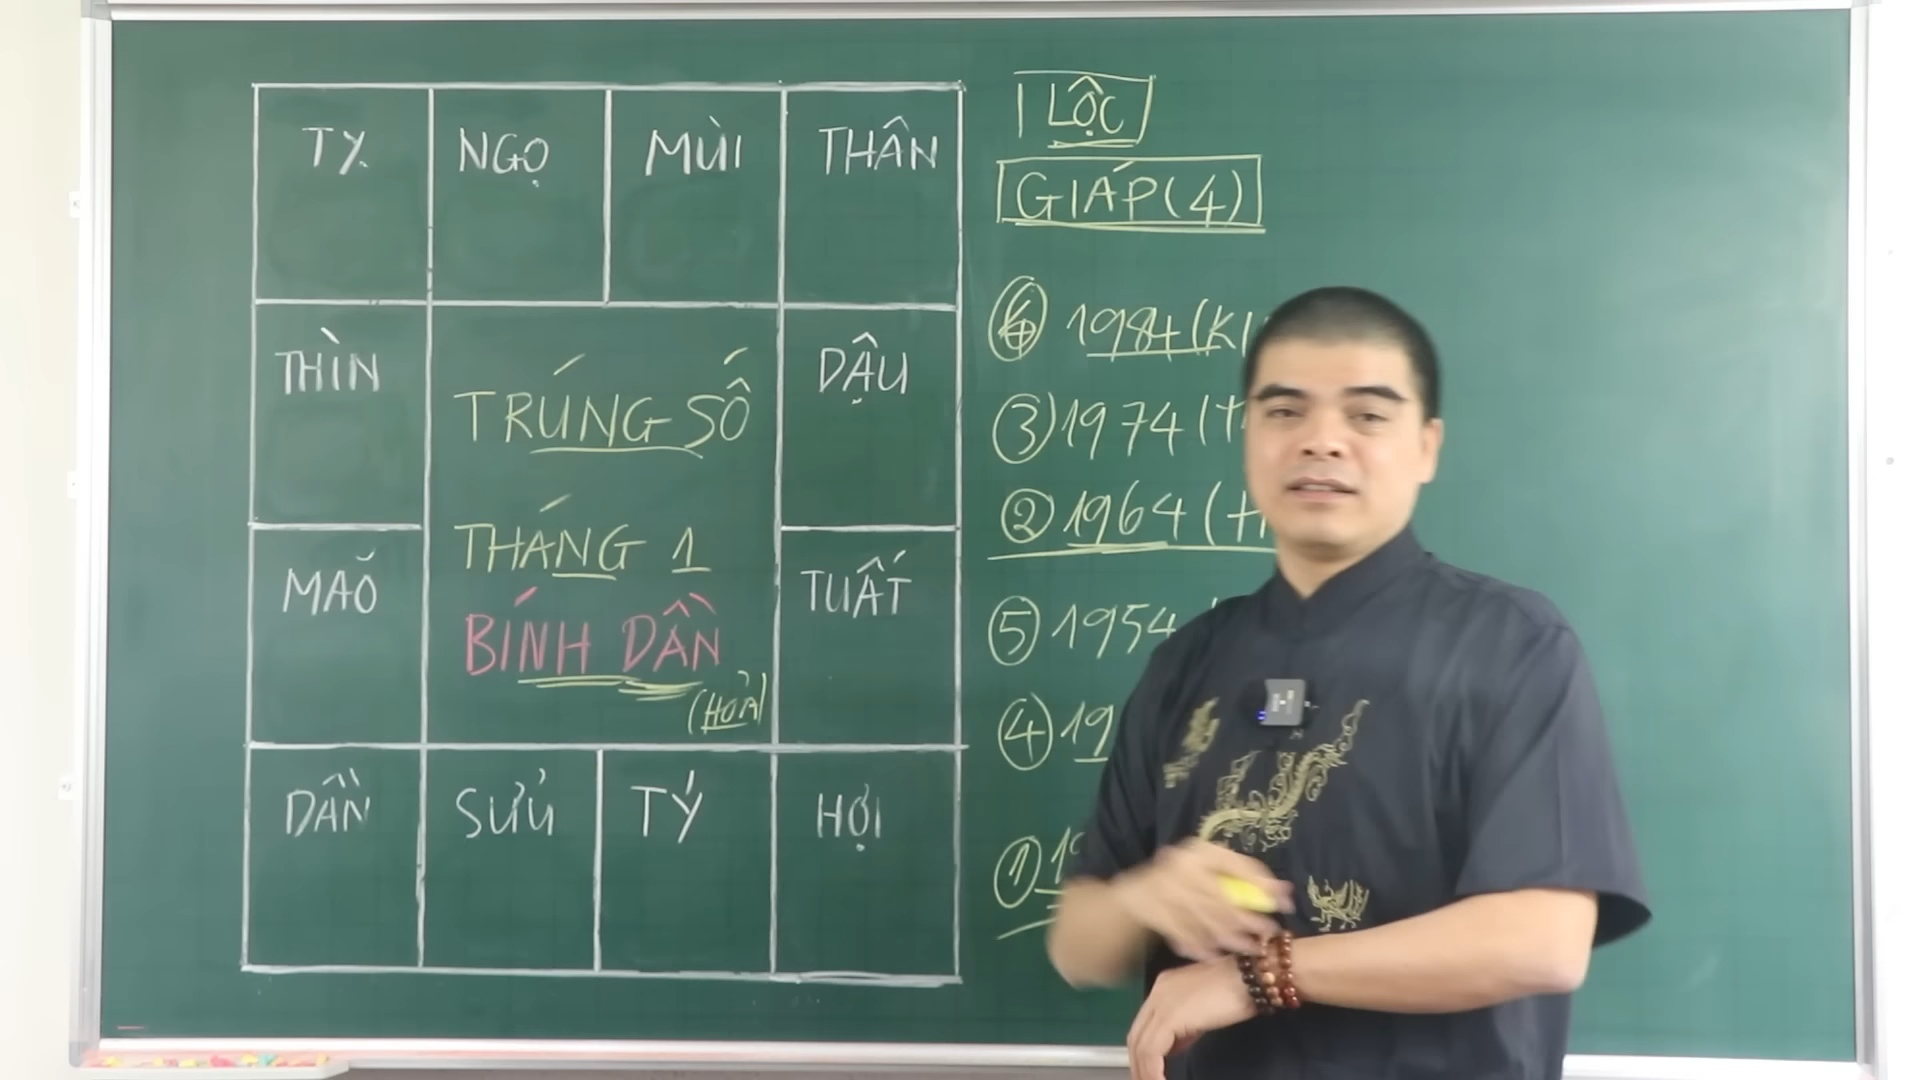 TỴ NGỌ MÙI THÂN
THÌN DẬU
TRÚNG SỐ
THÁNG 1
MÃO TUẤT
BÍNH DẦN
(HỎA)
DẦN SỬU TÝ HỢI
LỘC
GIÁP (4)
1984 (K
③ 1974 (
② 1964 (
⑤ 1954
④ 19
① 1